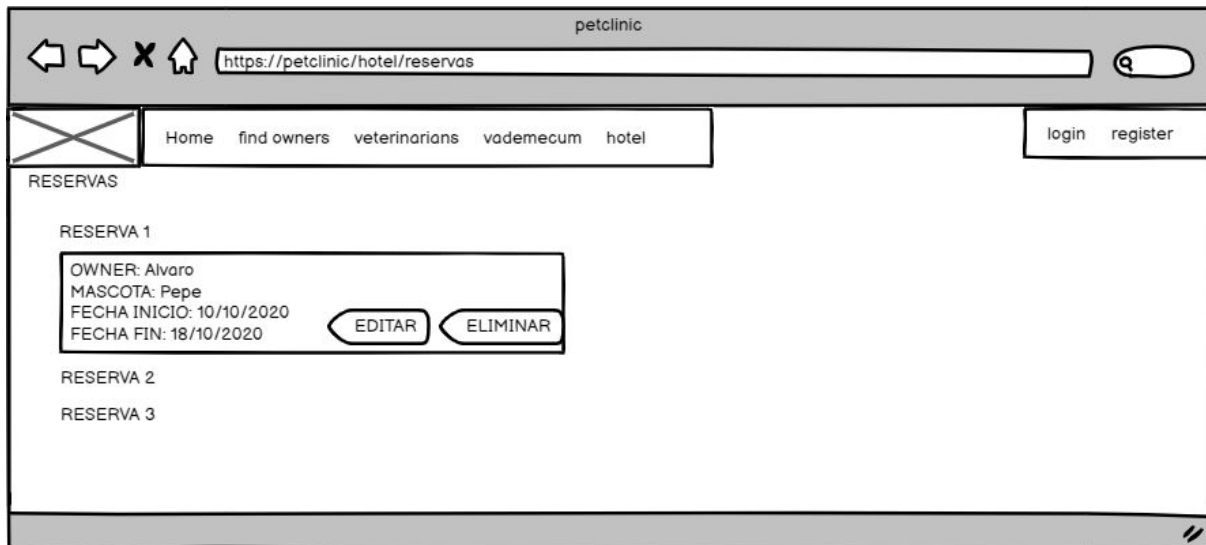 petclinic
https://petclinic/hotel/reservas
Home find owners veterinarians vademecum hotel
login register
RESERVAS
RESERVA 1
OWNER: Alvaro
MASCOTA: Pepe
FECHA INICIO: 10/10/2020
FECHA FIN: 18/10/2020
EDITAR ELIMINAR
RESERVA 2
RESERVA 3